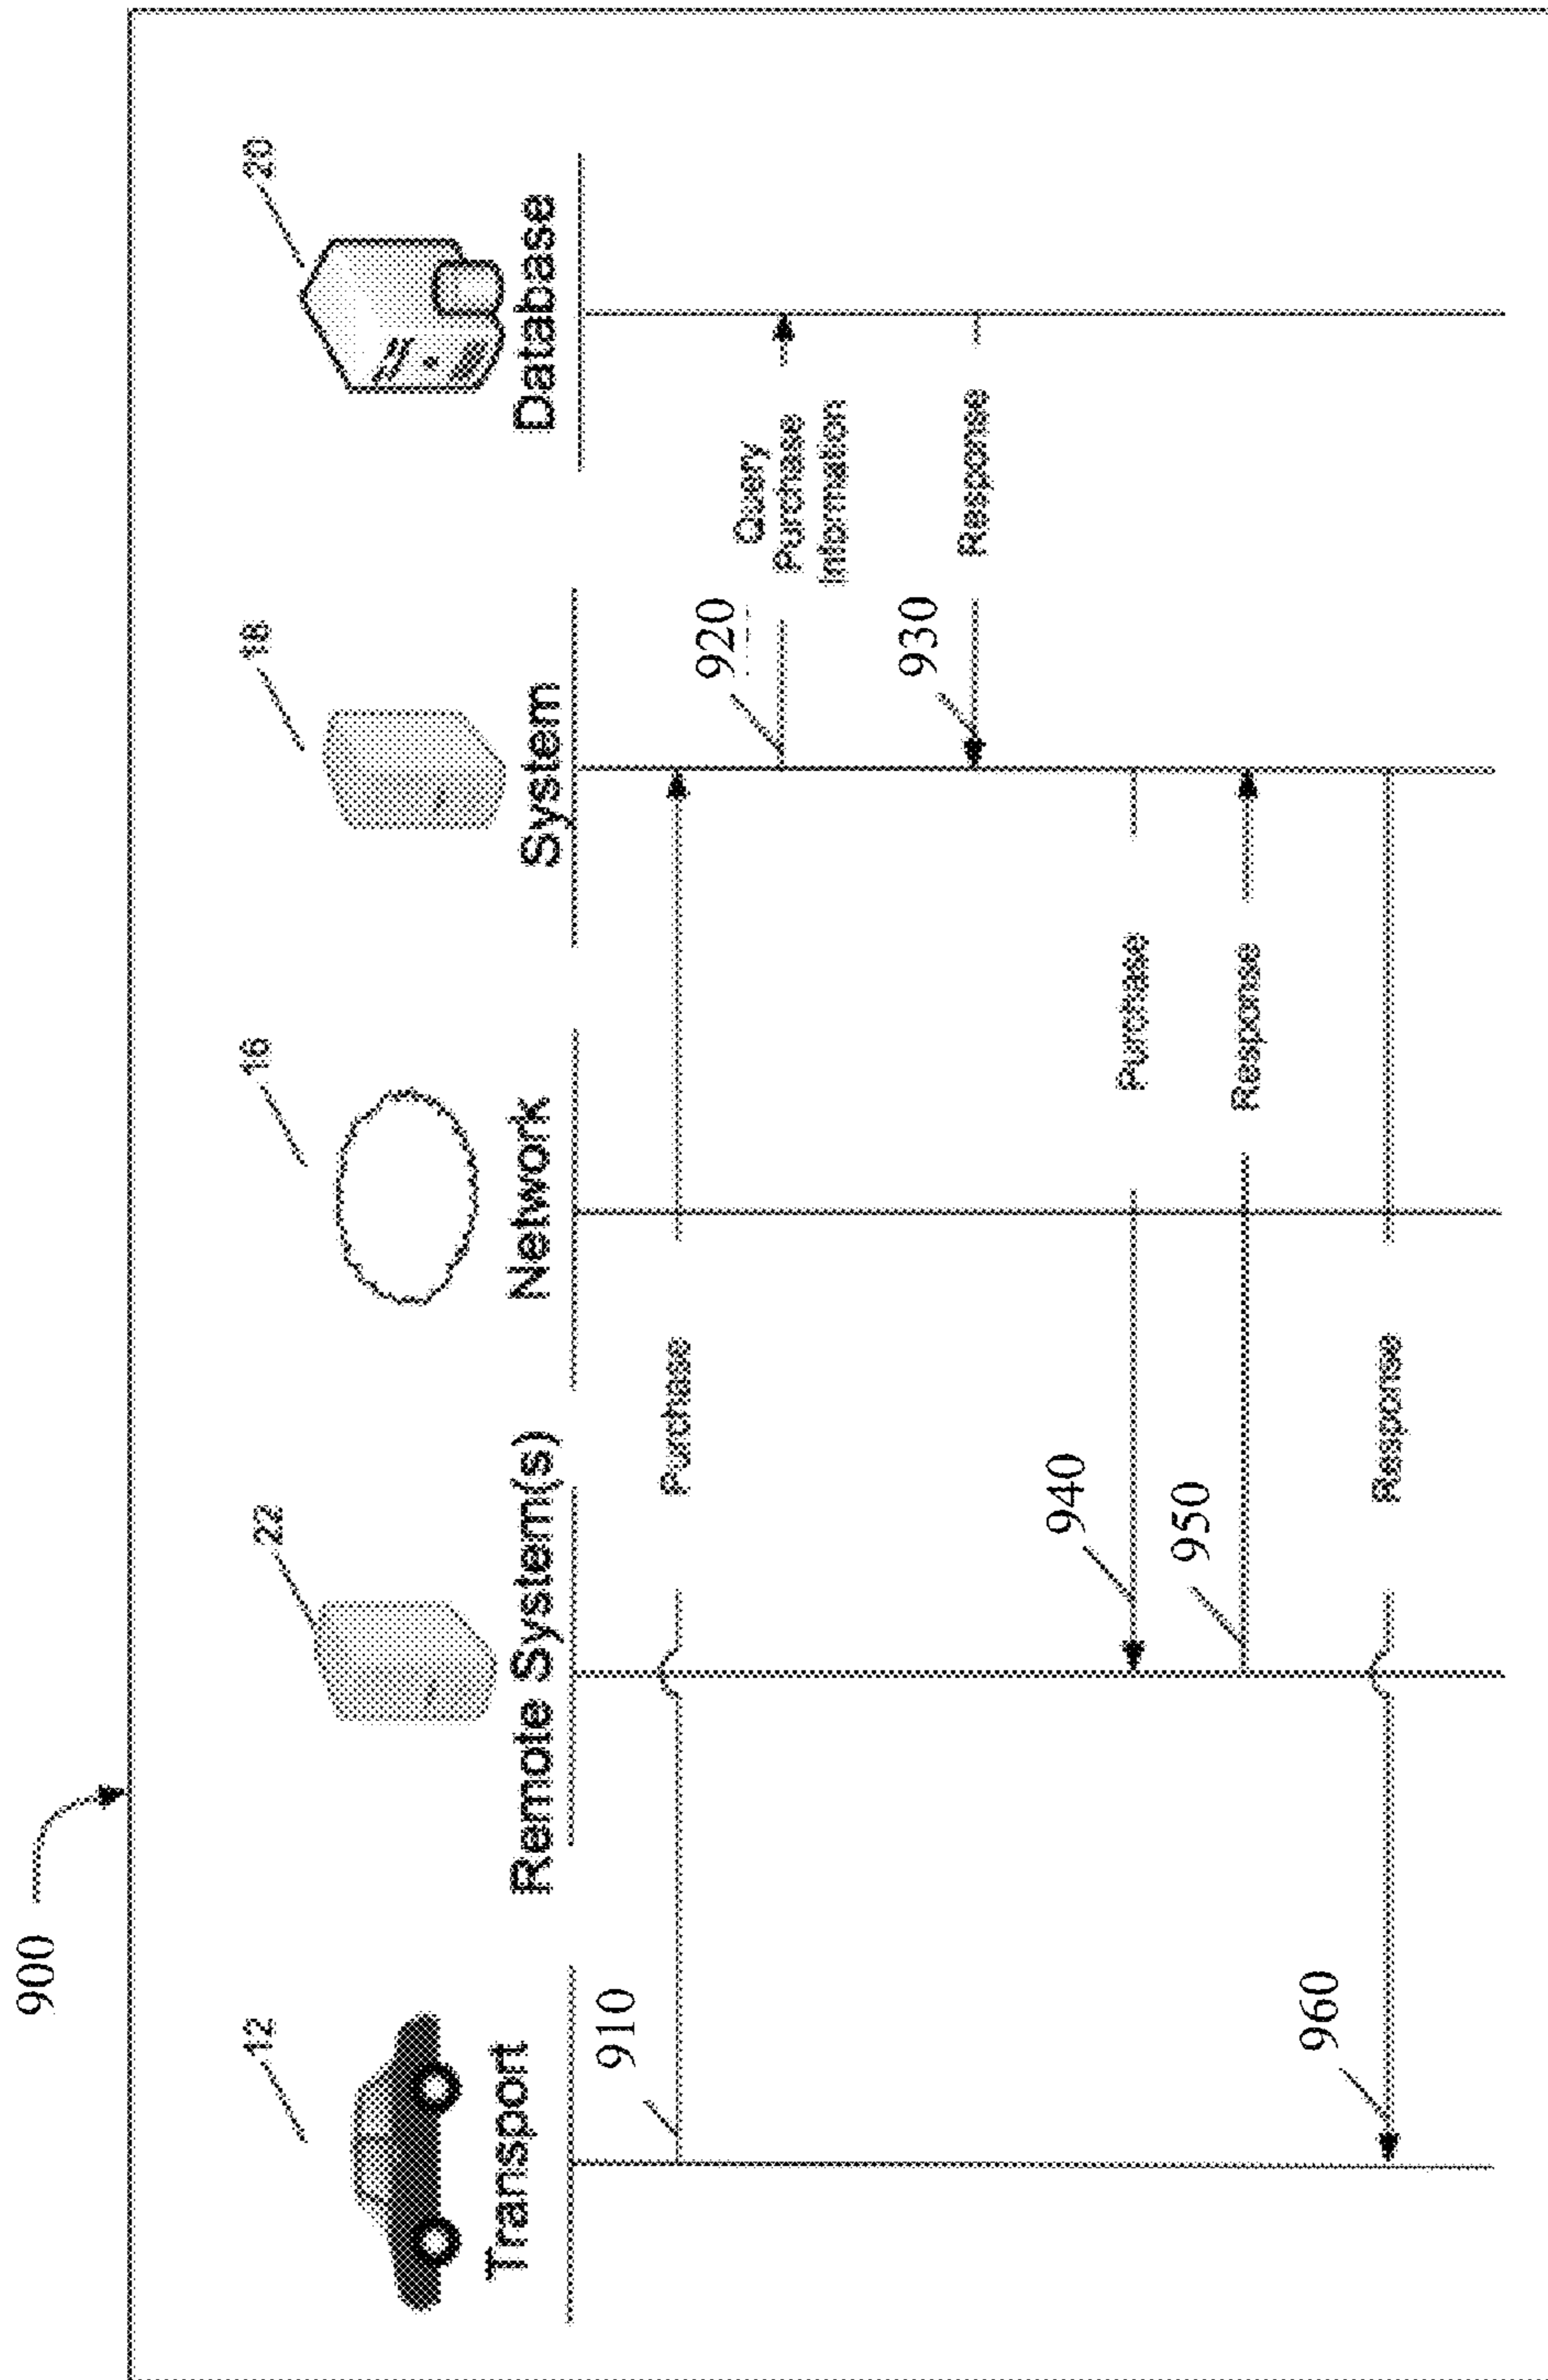 900
12
22
16
18
20
Transport
Remote System(s)
Network
System
Database
910
Purchase
920
Query
Purchase
Information
930
Response
940
Purchase
950
Response
960
Response